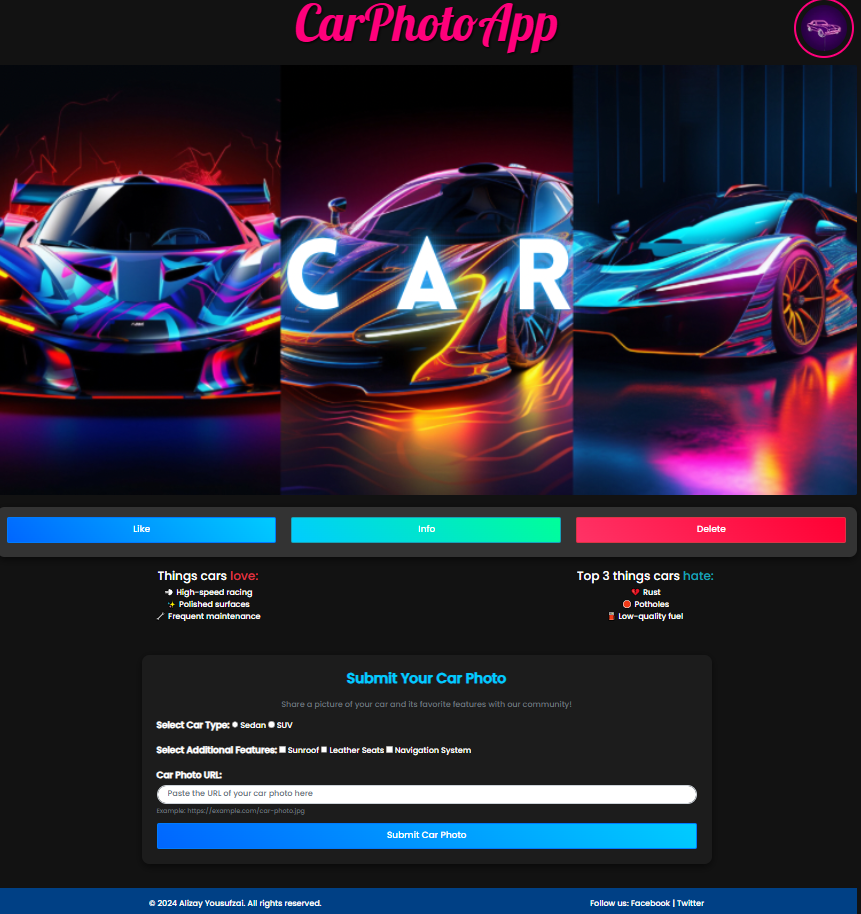 CarPhotoApp
C A R
Like
Info
Delete
Things cars love:
High-speed racing
Polished surfaces
Frequent maintenance
Top 3 things cars hate:
Rust
Potholes
Low-quality fuel
Submit Your Car Photo
Share a picture of your car and its favorite features with our community!
Select Car Type: Sedan SUV
Select Additional Features: Sunroof Leather Seats Navigation System
Car Photo URL:
Paste the URL of your car photo here
Example: https://example.com/car-photo.jpg
Submit Car Photo
© 2024 Alizay Yousufzai. All rights reserved.
Follow us: Facebook | Twitter